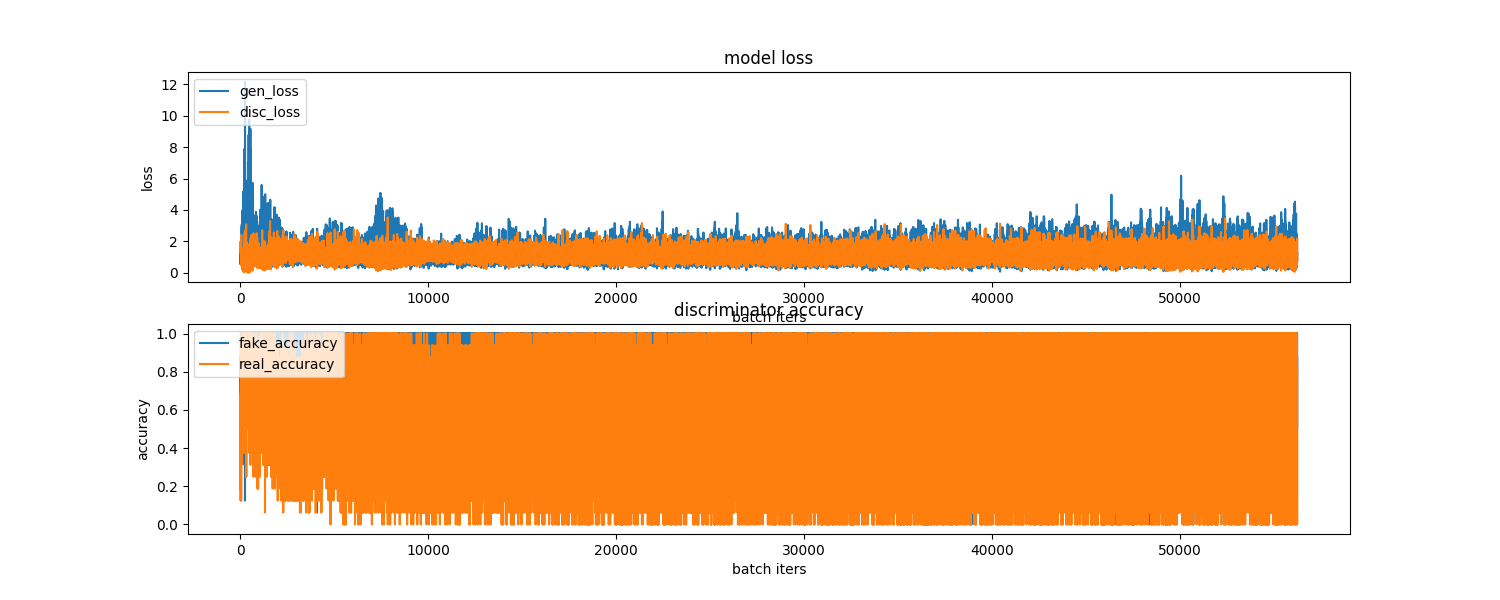 model loss
gen_loss
disc_loss
12
10
8
6
4
2
0
loss
0 10000 20000 30000 40000 50000
batch iters
discriminator accuracy
fake_accuracy
real_accuracy
1.0
0.8
0.6
0.4
0.2
0.0
accuracy
0 10000 20000 30000 40000 50000
batch iters